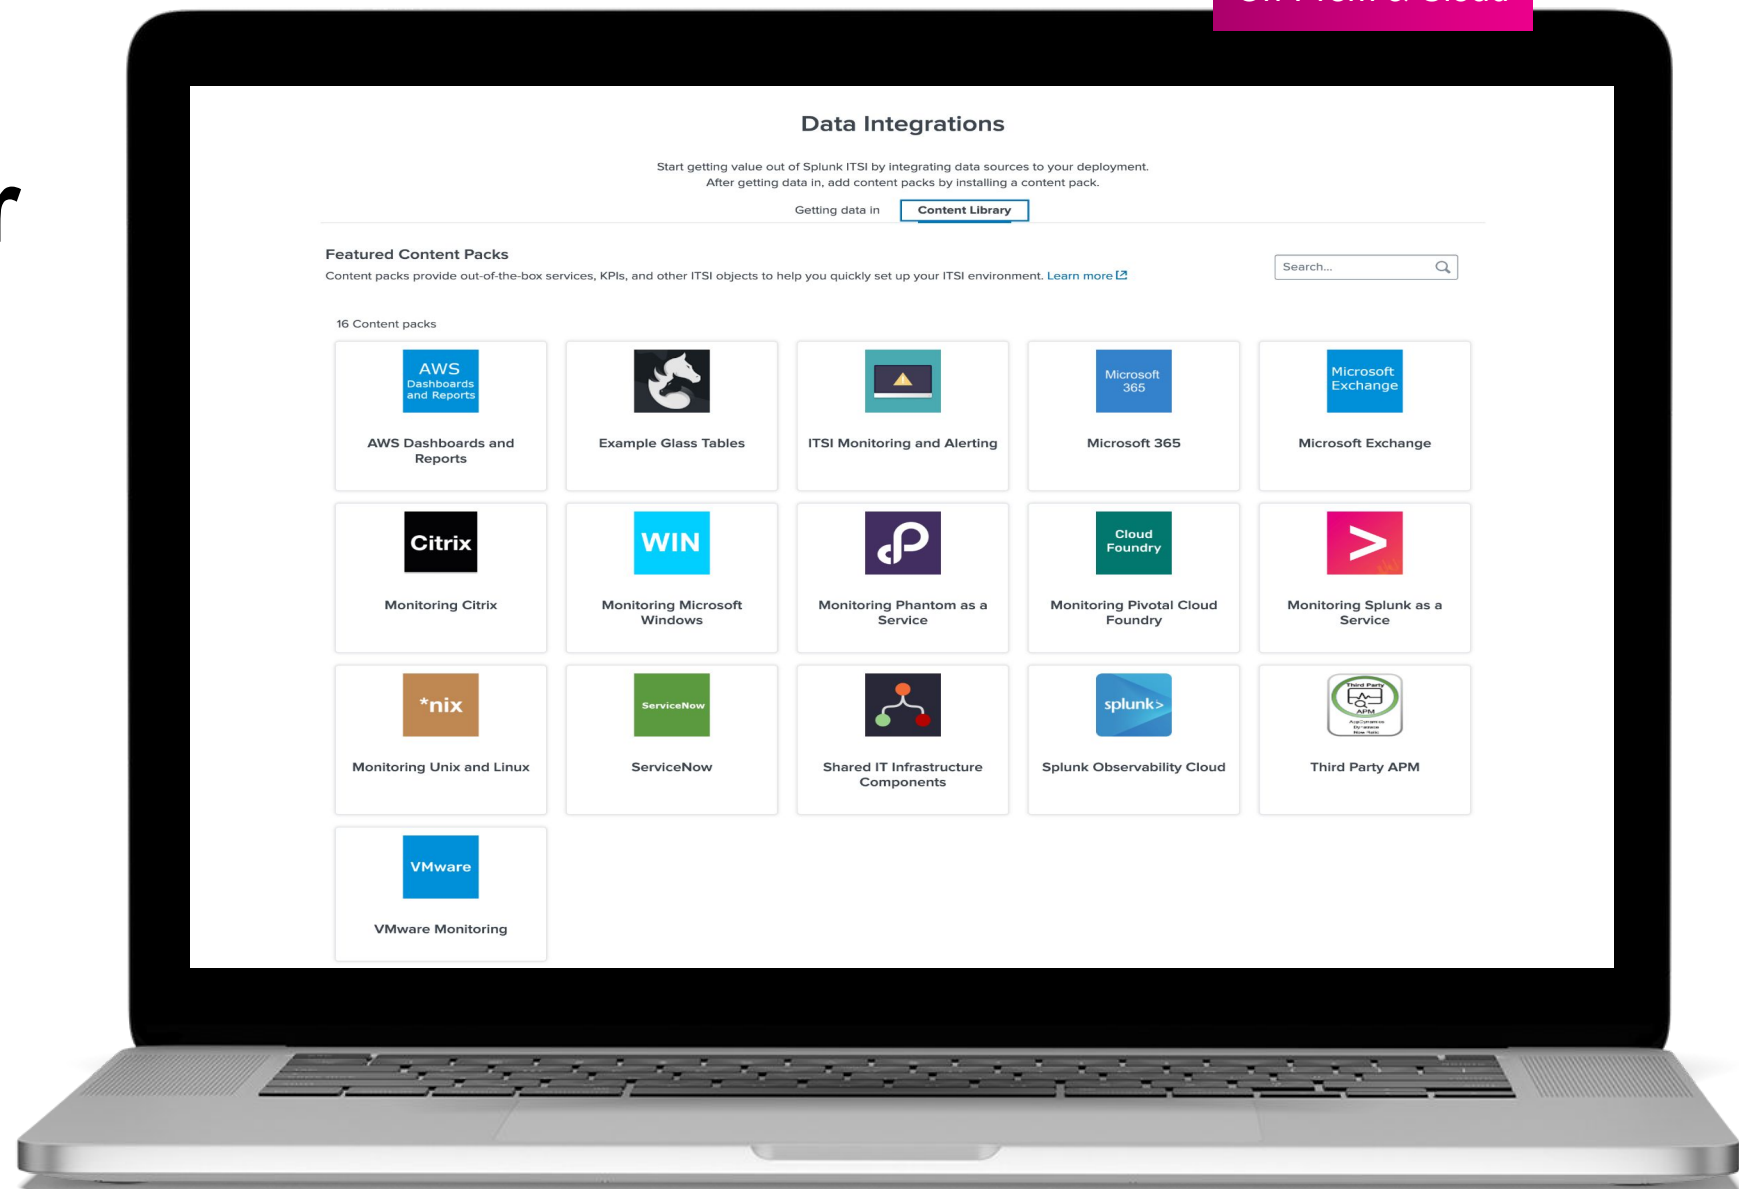 Data Integrations
Start getting value out of Splunk ITSI by integrating data sources to your deployment.
After getting data in, add content packs by installing a content pack.
Getting data in
Content Library
Featured Content Packs
Content packs provide out-of-the-box services, KPIs, and other ITSI objects to help you quickly set up your ITSI environment. Learn more
Search...
16 Content packs
AWS
Dashboards
and Reports
AWS Dashboards and
Reports
Example Glass Tables
ITSI Monitoring and Alerting
Microsoft
365
Microsoft 365
Microsoft
Exchange
Microsoft Exchange
Citrix
Monitoring Citrix
WIN
Monitoring Microsoft
Windows
Monitoring Phantom as a
Service
Cloud
Foundry
Monitoring Pivotal Cloud
Foundry
>
Monitoring Splunk as a
Service
*nix
Monitoring Unix and Linux
ServiceNow
ServiceNow
Shared IT Infrastructure
Components
splunk>
Splunk Observability Cloud
Third Party
APM
AppDynamics
Dynatrace
New Relic
Third Party APM
VMware
VMware Monitoring